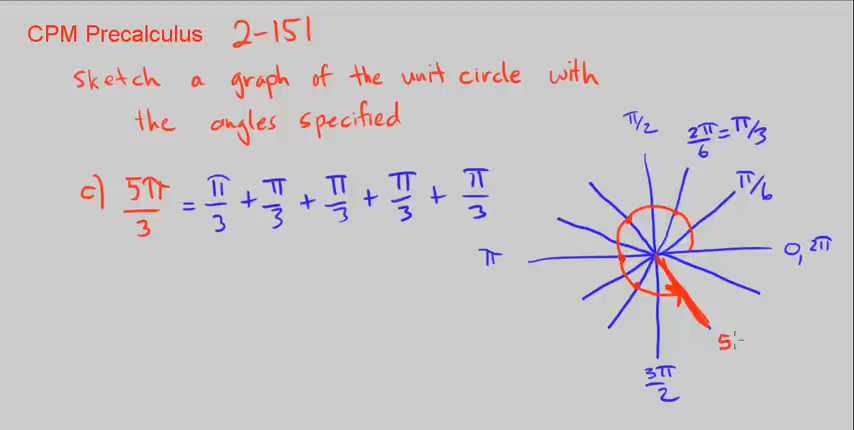 CPM Precalculus 2-151
Sketch a graph of the unit circle with
the angles specified
c) 5π/3 = π/3 + π/3 + π/3 + π/3 + π/3
π/2
2π/6 = π/3
π/6
π
0, 2π
3π/2
5